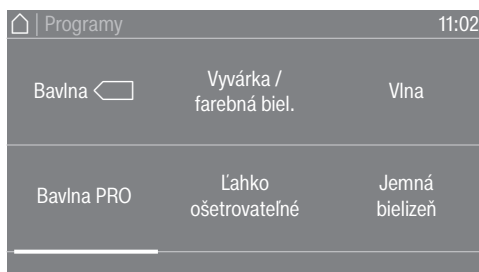 | Programy 11:02
Bavlna
Vyvárka /
farebná biel.
Vlna
Bavlna PRO
Ľahko
ošetrovateľné
Jemná
bielizeň